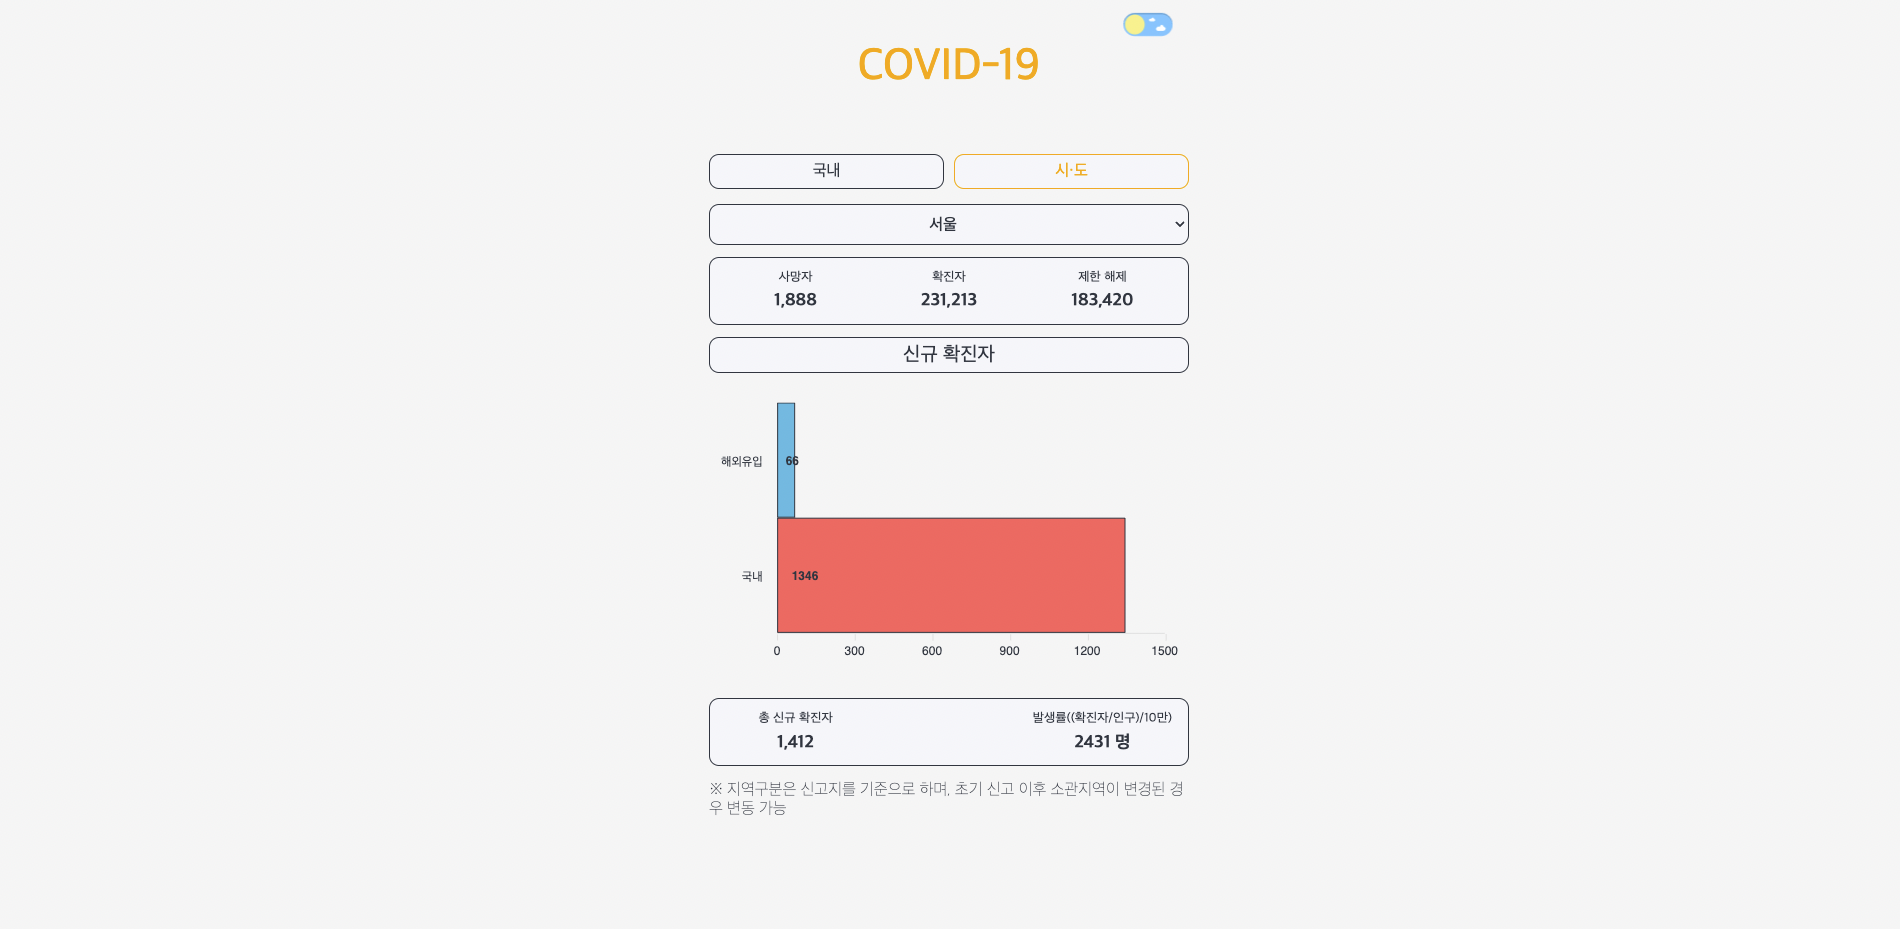 COVID-19
국내
시·도
서울
사망자 확진자 제한 해제
1,888 231,213 183,420
신규 확진자
해외유입 66
국내 1346
0 300 600 900 1200 1500
총 신규 확진자 발생률((확진자/인구)/10만)
1,412 2431 명
※ 지역구분은 신고지를 기준으로 하며, 초기 신고 이후 소관지역이 변경된 경
우 변동 가능